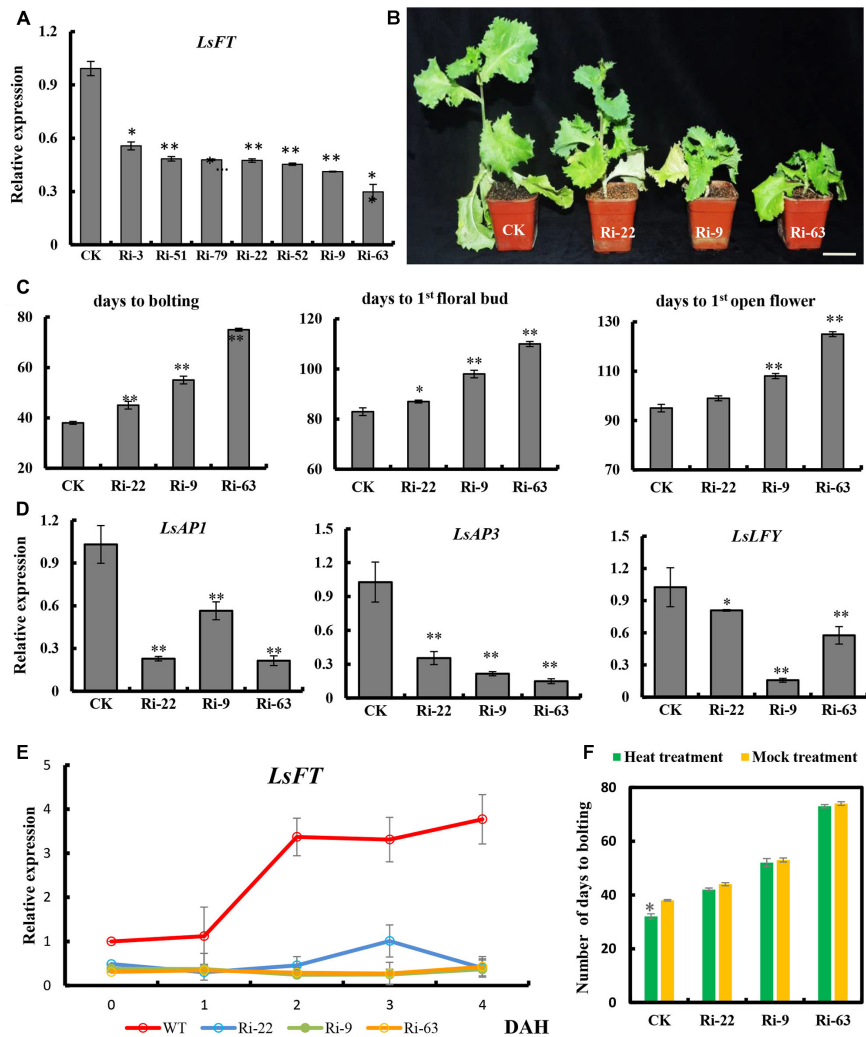 A
LsFT
Relative expression
1.2
0.9
0.6
0.3
0
* ** *... ** ** ** * *
CK Ri-3 Ri-51 Ri-79 Ri-22 Ri-52 Ri-9 Ri-63
B
CK Ri-22 Ri-9 Ri-63
C
days to bolting
80
60
40
20
** ** **
CK Ri-22 Ri-9 Ri-63
days to 1st floral bud
120
100
80
60
* ** **
CK Ri-22 Ri-9 Ri-63
days to 1st open flower
130
110
90
70
** **
CK Ri-22 Ri-9 Ri-63
D
LsAP1
Relative expression
1.2
0.9
0.6
0.3
0
** ** **
CK Ri-22 Ri-9 Ri-63
LsAP3
1.5
1.2
0.9
0.6
0.3
0
** ** **
CK Ri-22 Ri-9 Ri-63
LsLFY
1.5
1.2
0.9
0.6
0.3
0
* ** **
CK Ri-22 Ri-9 Ri-63
E
LsFT
Relative expression
5
4
3
2
1
0
0 1 2 3 4
DAH
WT Ri-22 Ri-9 Ri-63
F
Heat treatment Mock treatment
Number of days to bolting
80
60
40
20
0
*
CK Ri-22 Ri-9 Ri-63